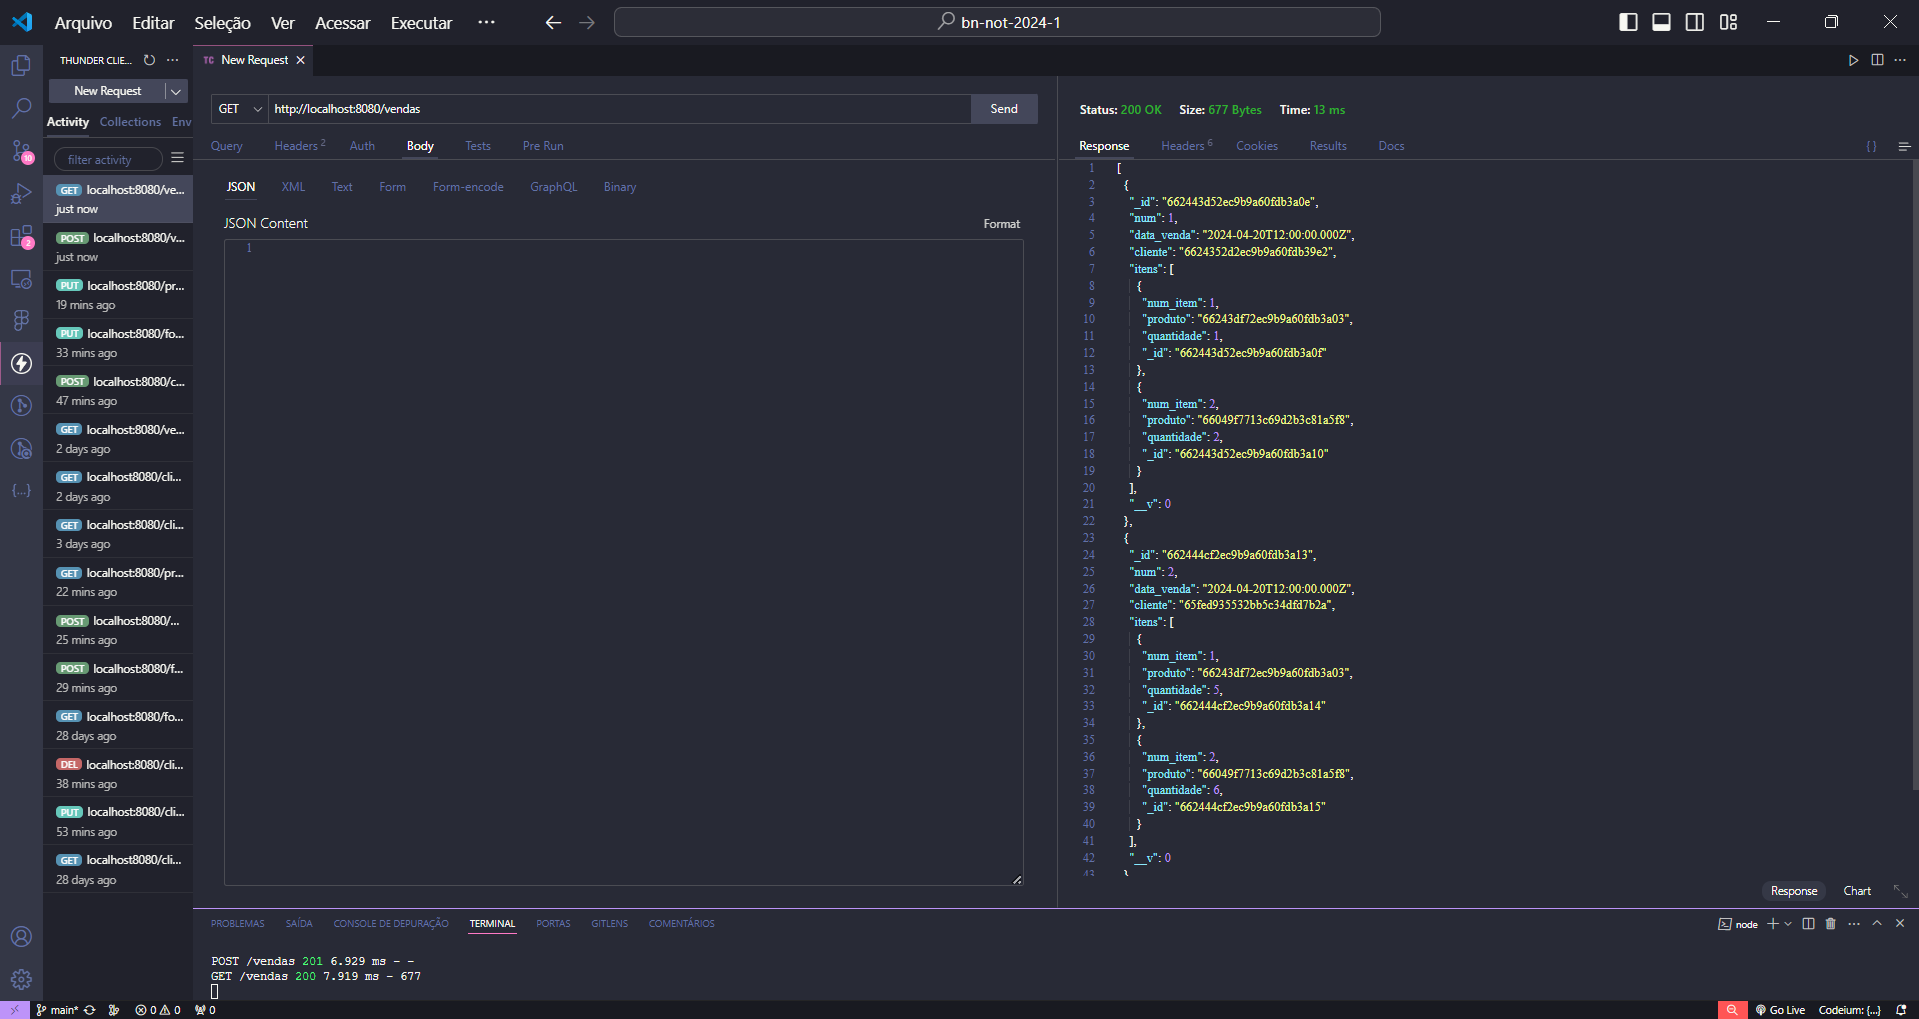 Arquivo Editar Seleção Ver Acessar Executar ···
bn-not-2024-1
THUNDER CLIE...
TC New Request
New Request
Activity Collections Env
filter activity
GET localhost:8080/ve...
just now
POST localhost:8080/v...
just now
PUT localhost:8080/pr...
19 mins ago
PUT localhost:8080/fo...
33 mins ago
POST localhost:8080/c...
47 mins ago
GET localhost:8080/ve...
2 days ago
GET localhost:8080/cli...
2 days ago
GET localhost:8080/cli...
3 days ago
GET localhost:8080/pr...
22 mins ago
POST localhost:8080/...
25 mins ago
POST localhost:8080/f...
29 mins ago
GET localhost:8080/fo...
28 days ago
DEL localhost:8080/cli...
38 mins ago
PUT localhost:8080/cli...
53 mins ago
GET localhost8080/cli...
28 days ago
10
2
GET http://localhost:8080/vendas Send
Query Headers 2 Auth Body Tests Pre Run
JSON XML Text Form Form-encode GraphQL Binary
JSON Content Format
1
Status: 200 OK Size: 677 Bytes Time: 13 ms
Response Headers 6 Cookies Results Docs { }
1 [
2 {
3 "_id": "662443d52ec9b9a60fdb3a0e",
4 "num": 1,
5 "data_venda": "2024-04-20T12:00:00.000Z",
6 "cliente": "6624352d2ec9b9a60fdb39e2",
7 "itens": [
8 {
9 "num_item": 1,
10 "produto": "66243df72ec9b9a60fdb3a03",
11 "quantidade": 1,
12 "_id": "662443d52ec9b9a60fdb3a0f"
13 },
14 {
15 "num_item": 2,
16 "produto": "66049f7713c69d2b3c81a5f8",
17 "quantidade": 2,
18 "_id": "662443d52ec9b9a60fdb3a10"
19 }
20 ],
21 "__v": 0
22 },
23 {
24 "_id": "662444cf2ec9b9a60fdb3a13",
25 "num": 2,
26 "data_venda": "2024-04-20T12:00:00.000Z",
27 "cliente": "65fed935532bb5c34dfd7b2a",
28 "itens": [
29 {
30 "num_item": 1,
31 "produto": "66243df72ec9b9a60fdb3a03",
32 "quantidade": 5,
33 "_id": "662444cf2ec9b9a60fdb3a14"
34 },
35 {
36 "num_item": 2,
37 "produto": "66049f7713c69d2b3c81a5f8",
38 "quantidade": 6,
39 "_id": "662444cf2ec9b9a60fdb3a15"
40 }
41 ],
42 "__v": 0
43 }
Response Chart
PROBLEMAS SAÍDA CONSOLE DE DEPURAÇÃO TERMINAL PORTAS GITLENS COMENTÁRIOS
node
POST /vendas 201 6.929 ms - -
GET /vendas 200 7.919 ms - 677
main* 0 0 0 Go Live Codeium: {...}